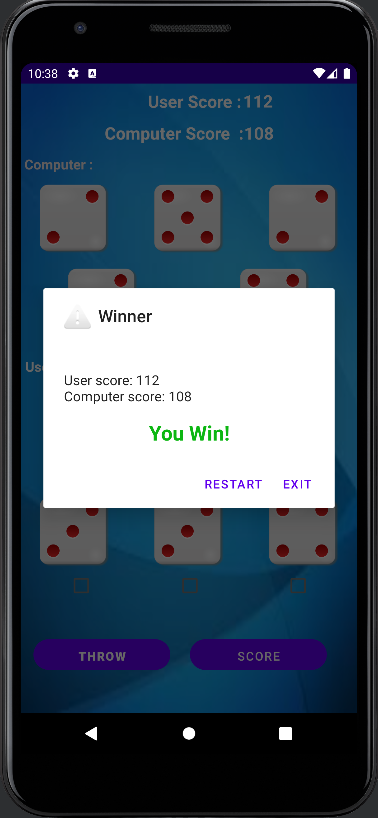 10:38
User Score :112
Computer Score :108
Computer :
Winner
User score: 112
Computer score: 108
You Win!
RESTART EXIT
THROW SCORE